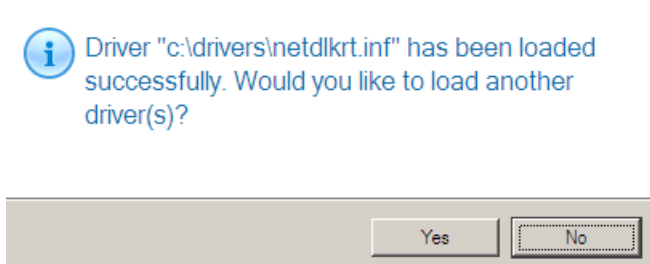 Driver "c:\drivers\netdlkrt.inf" has been loaded
successfully. Would you like to load another
driver(s)?
Yes
No